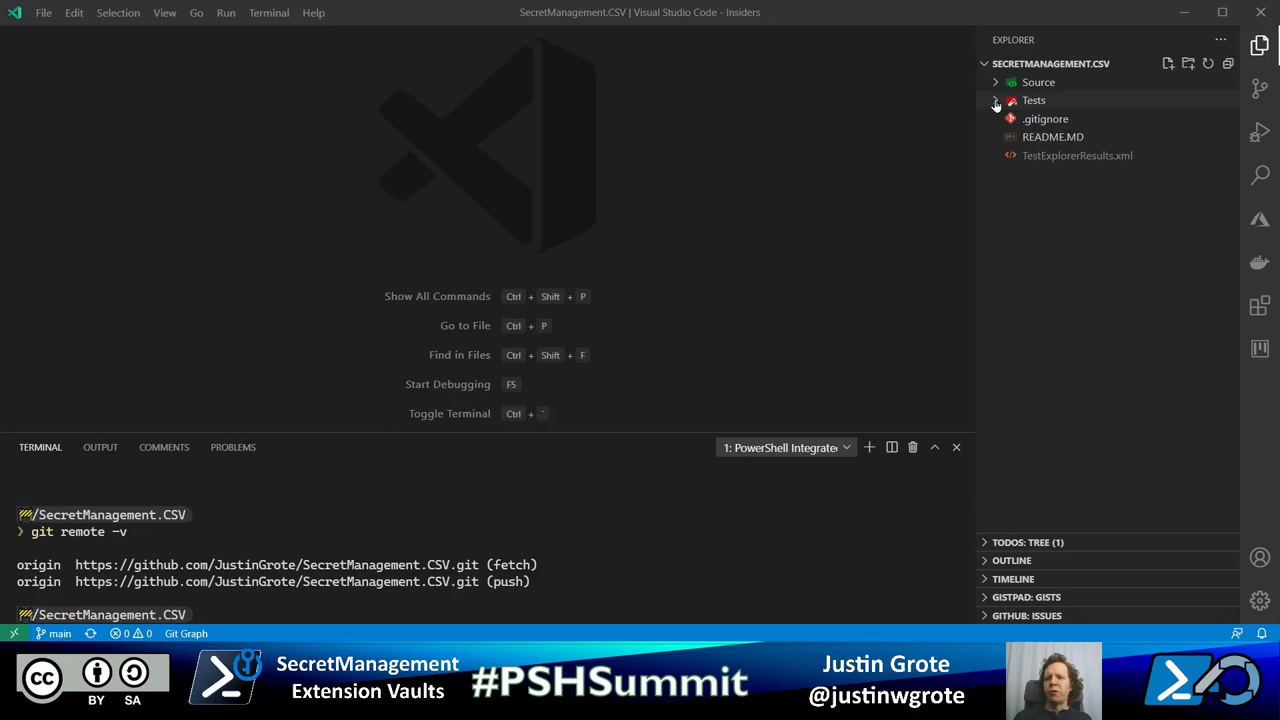 File Edit Selection View Go Run Terminal Help
SecretManagement.CSV | Visual Studio Code - Insiders
EXPLORER
SECRETMANAGEMENT.CSV
Source
Tests
.gitignore
README.MD
TestExplorerResults.xml
Show All Commands Ctrl + Shift + P
Go to File Ctrl + P
Find in Files Ctrl + Shift + F
Start Debugging F5
Toggle Terminal Ctrl + `
TERMINAL OUTPUT COMMENTS PROBLEMS
1: PowerShell Integrate
/SecretManagement.CSV
❯ git remote -v
origin https://github.com/JustinGrote/SecretManagement.CSV.git (fetch)
origin https://github.com/JustinGrote/SecretManagement.CSV.git (push)
/SecretManagement.CSV
TODOS: TREE (1)
OUTLINE
TIMELINE
GISTPAD: GISTS
GITHUB: ISSUES
main 0 0 Git Graph
cc
BY SA
SecretManagement
Extension Vaults
#PSHSummit
Justin Grote
@justinwgrote